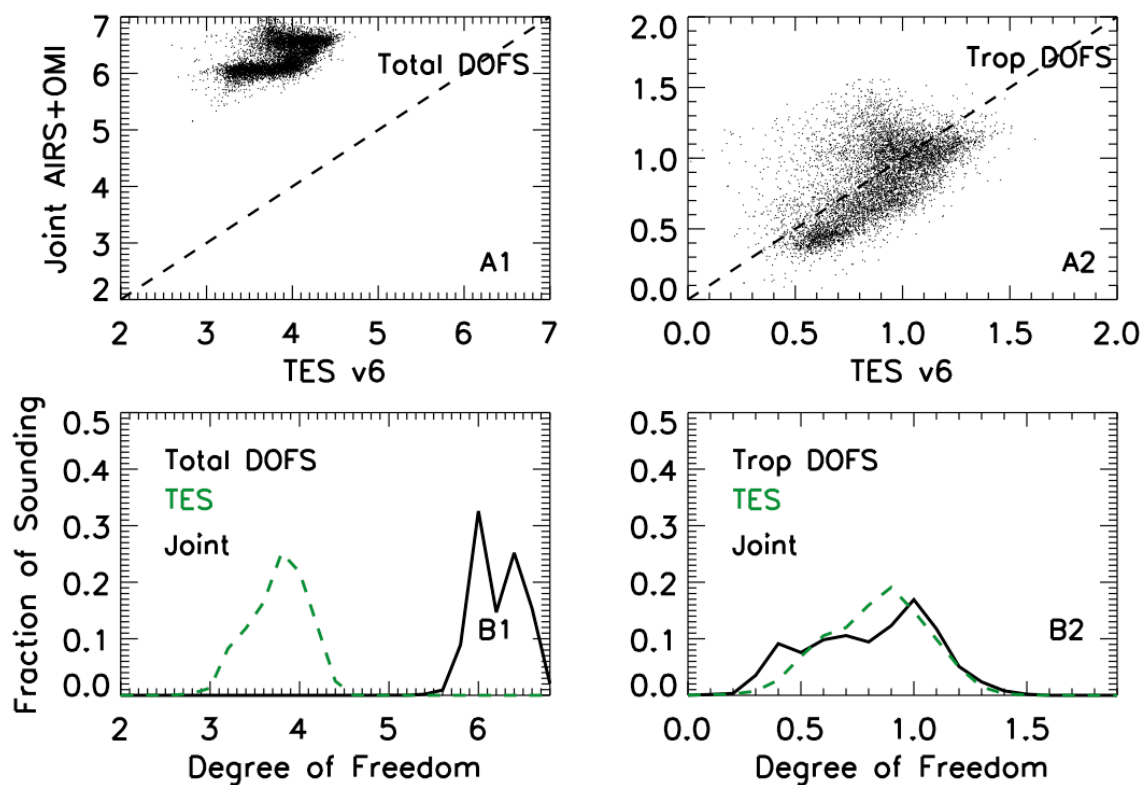 Joint AIRS+OMI
7
6
5
4
3
2
Total DOFS
A1
2 3 4 5 6 7
TES v6
2.0
1.5
1.0
0.5
0.0
Trop DOFS
A2
0.0 0.5 1.0 1.5 2.0
TES v6
Fraction of Sounding
0.5
0.4
0.3
0.2
0.1
0.0
Total DOFS
TES
Joint
B1
2 3 4 5 6
Degree of Freedom
0.5
0.4
0.3
0.2
0.1
0.0
Trop DOFS
TES
Joint
B2
0.0 0.5 1.0 1.5
Degree of Freedom